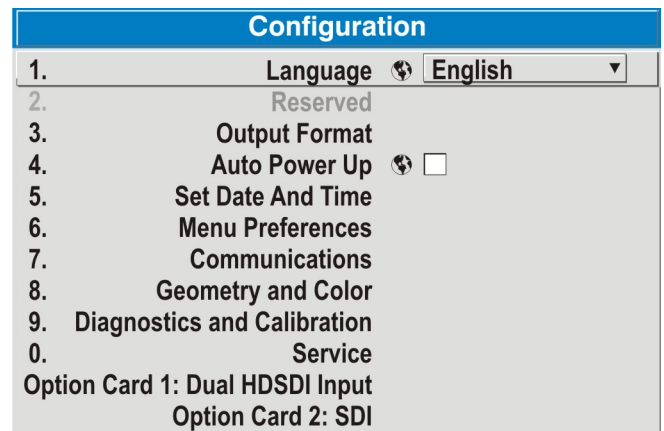 Configuration
1. Language English
2. Reserved
3. Output Format
4. Auto Power Up
5. Set Date And Time
6. Menu Preferences
7. Communications
8. Geometry and Color
9. Diagnostics and Calibration
0. Service
Option Card 1: Dual HDSDI Input
Option Card 2: SDI